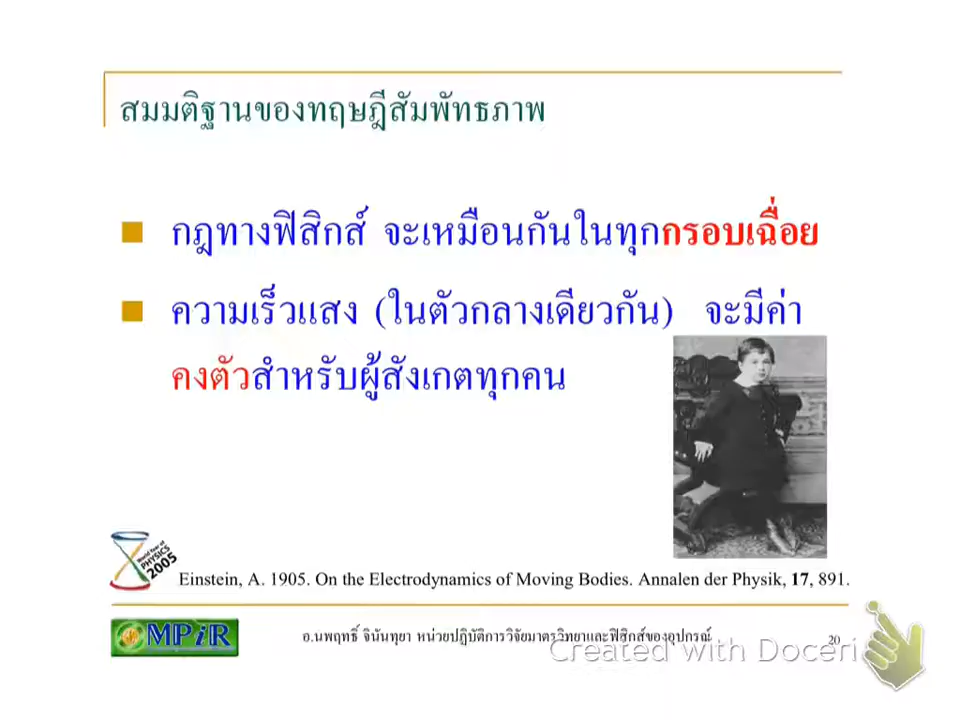 สมมติฐานของทฤษฎีสัมพัทธภาพ
กฎทางฟิสิกส์ จะเหมือนกันในทุกกรอบเฉื่อย
ความเร็วแสง (ในตัวกลางเดียวกัน) จะมีค่า
คงตัวสำหรับผู้สังเกตทุกคน
World Year of
PHYSICS
2005
Einstein, A. 1905. On the Electrodynamics of Moving Bodies. Annalen der Physik, 17, 891.
MPiR
อ.นพฤทธิ์ จินันทุยา หน่วยปฏิบัติการวิจัยมาตรวิทยาและฟิสิกส์ของอุปกรณ์
20
Created with Doceri